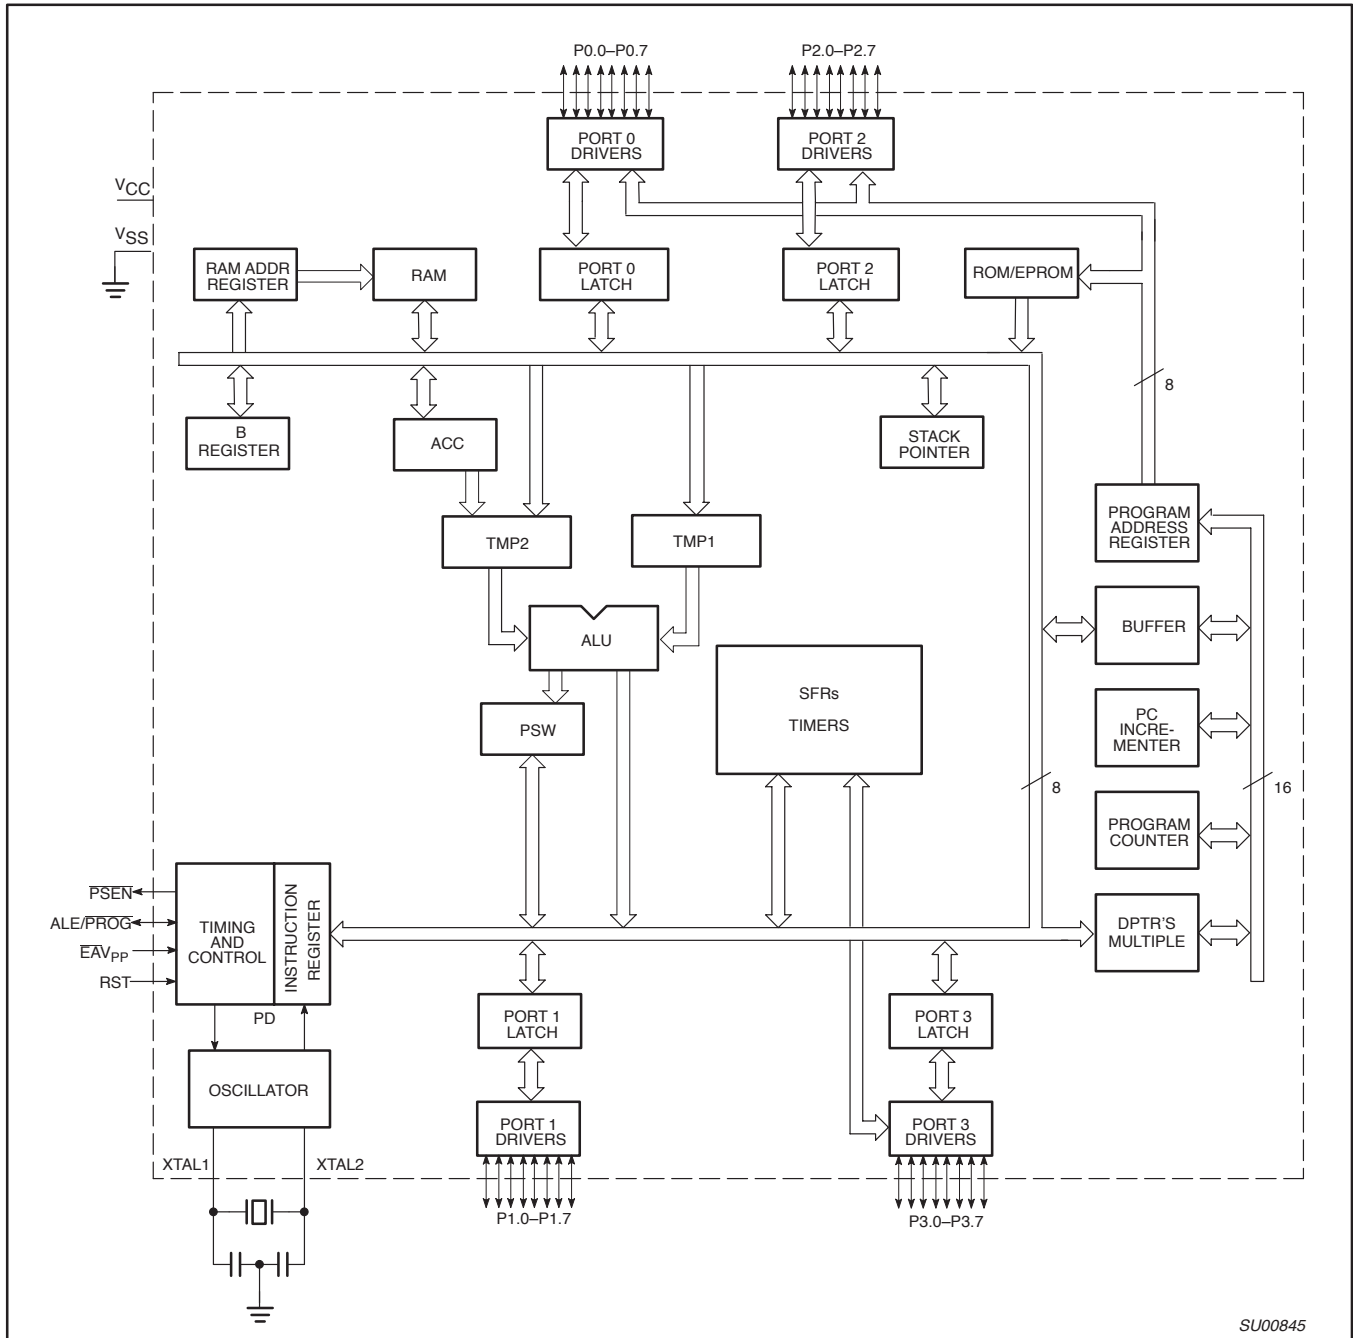 P0.0–P0.7
P2.0–P2.7
PORT 0
DRIVERS
PORT 2
DRIVERS
VCC
VSS
RAM ADDR
REGISTER
RAM
PORT 0
LATCH
PORT 2
LATCH
ROM/EPROM
8
B
REGISTER
ACC
STACK
POINTER
PROGRAM
ADDRESS
REGISTER
TMP2
TMP1
ALU
BUFFER
SFRs
TIMERS
PSW
PC
INCRE-
MENTER
8
16
PROGRAM
COUNTER
PSEN
ALE/PROG
EAVPP
RST
TIMING
AND
CONTROL
INSTRUCTION
REGISTER
DPTR'S
MULTIPLE
PD
PORT 1
LATCH
PORT 3
LATCH
OSCILLATOR
PORT 1
DRIVERS
PORT 3
DRIVERS
XTAL1
XTAL2
P1.0–P1.7
P3.0–P3.7
SU00845